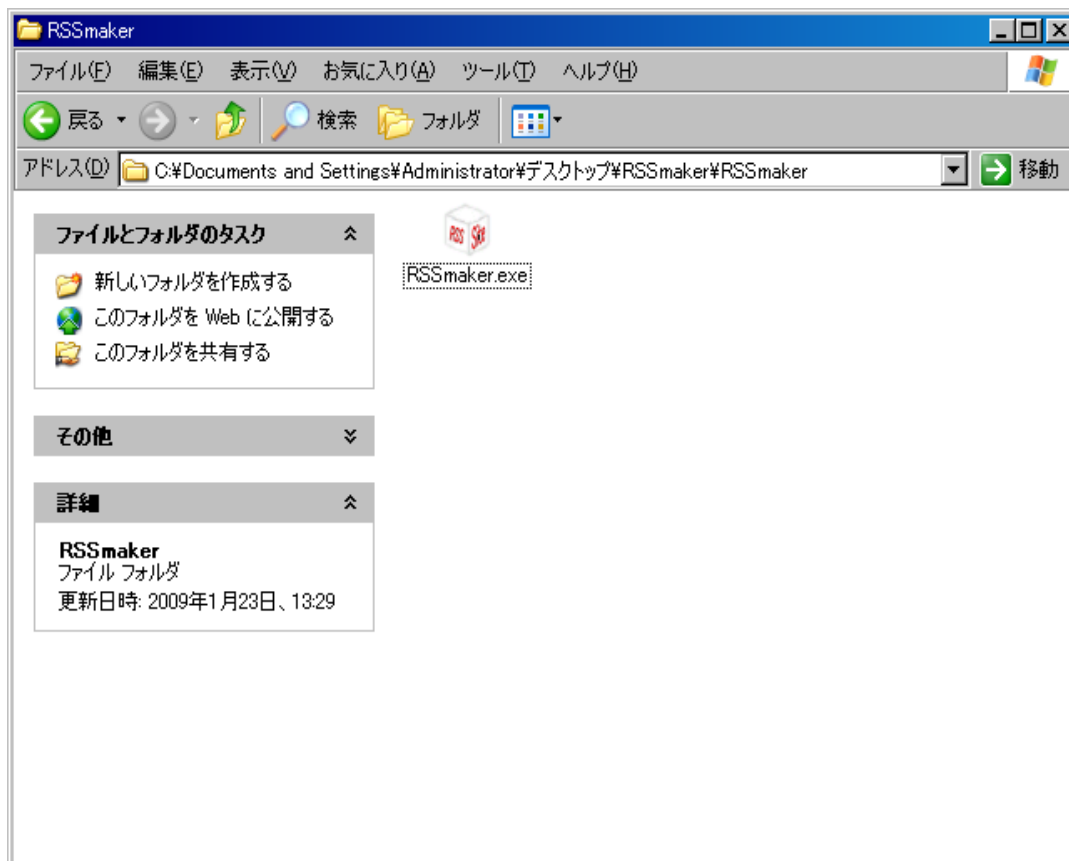 RSSmaker
ファイル(F) 編集(E) 表示(V) お気に入り(A) ツール(T) ヘルプ(H)
戻る 検索 フォルダ
アドレス(D) C:¥Documents and Settings¥Administrator¥デスクトップ¥RSSmaker¥RSSmaker 移動
ファイルとフォルダのタスク
新しいフォルダを作成する
このフォルダを Web に公開する
このフォルダを共有する
その他
詳細
RSSmaker
ファイル フォルダ
更新日時: 2009年1月23日、13:29
RSS
RSSmaker.exe